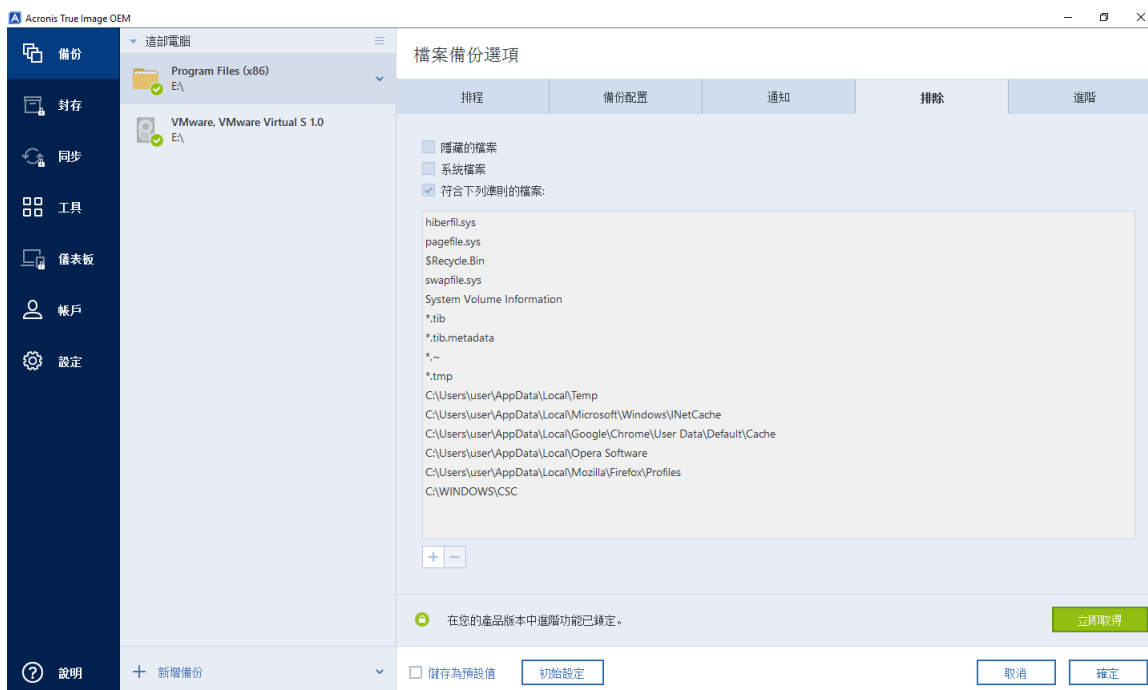 Acronis True Image OEM
備份
封存
同步
工具
儀表板
帳戶
設定
說明
這部電腦
Program Files (x86)
E:\
VMware, VMware Virtual S 1.0
E:\
新增備份
檔案備份選項
排程
備份配置
通知
排除
進階
隱藏的檔案
系統檔案
符合下列準則的檔案:
hiberfil.sys
pagefile.sys
$Recycle.Bin
swapfile.sys
System Volume Information
*.tib
*.tib.metadata
*.~
*.tmp
C:\Users\user\AppData\Local\Temp
C:\Users\user\AppData\Local\Microsoft\Windows\INetCache
C:\Users\user\AppData\Local\Google\Chrome\User Data\Default\Cache
C:\Users\user\AppData\Local\Opera Software
C:\Users\user\AppData\Local\Mozilla\Firefox\Profiles
C:\WINDOWS\CSC
在您的產品版本中進階功能已鎖定。
立即取得
儲存為預設值
初始設定
取消
確定